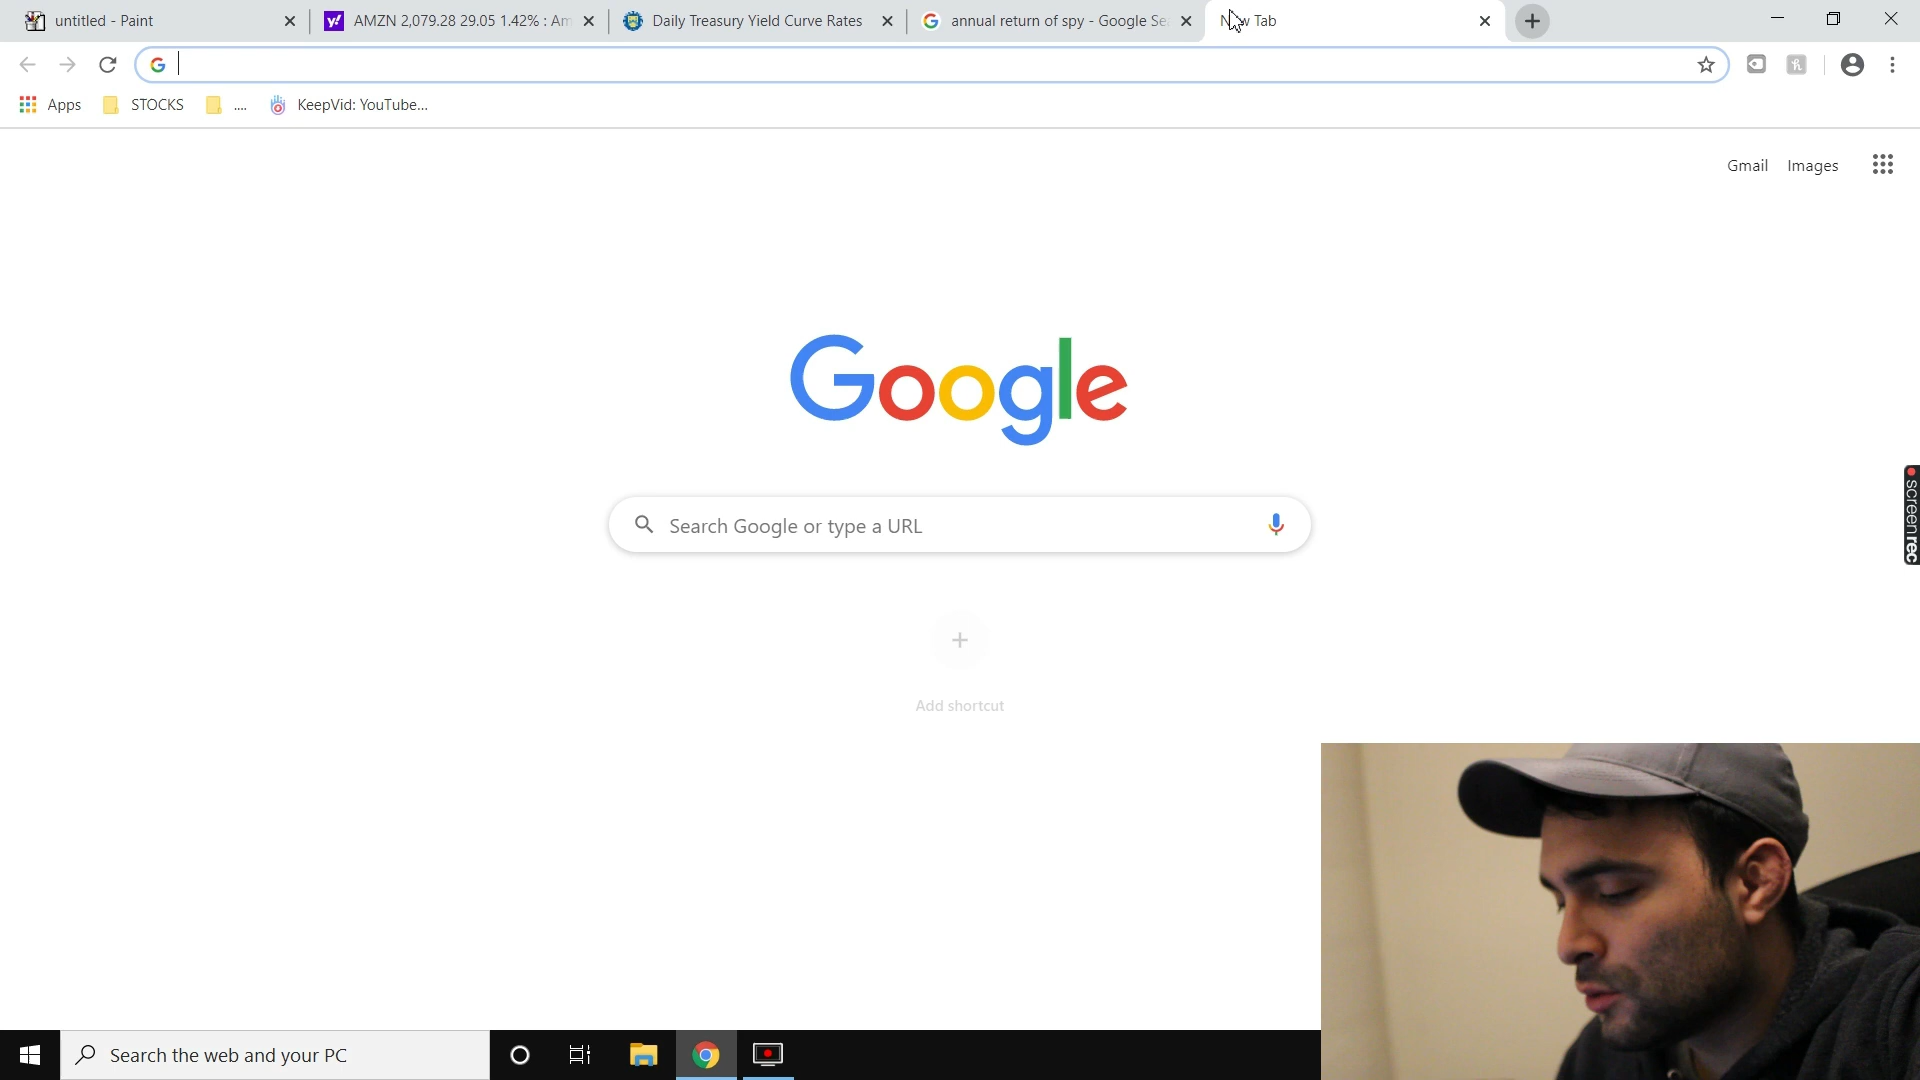 untitled - Paint
AMZN 2,079.28 29.05 1.42% : Am
Daily Treasury Yield Curve Rates
annual return of spy - Google Sea
Tab
Apps
STOCKS
....
KeepVid: YouTube...
Gmail
Images
Google
Search Google or type a URL
Add shortcut
screenrec
Search the web and your PC